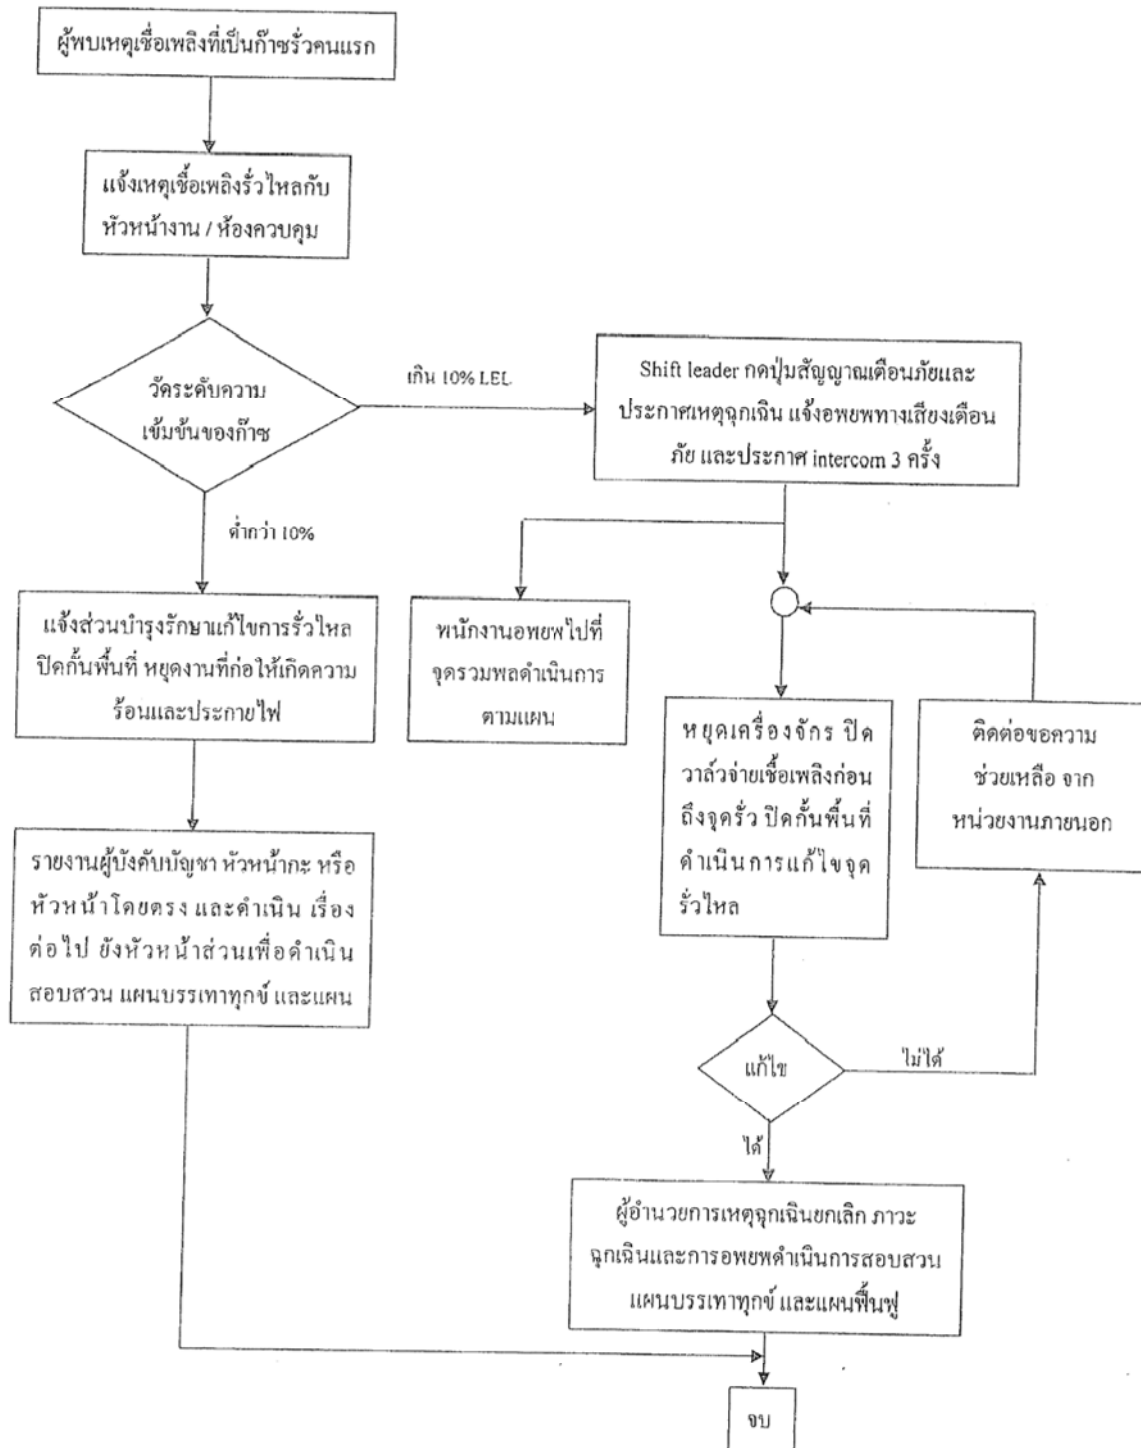 ผู้พบเหตุเชื่อเพลิงที่เป็นก๊าซรั่วคนแรก
แจ้งเหตุเชื้อเพลิงรั่วไหลกับ
หัวหน้างาน / ห้องควบคุม
วัดระดับความ
เข้มข้นของก๊าซ
เกิน 10% LEL
Shift leader กดปุ่มสัญญาณเตือนภัยและ
ประกาศเหตุฉุกเฉิน แจ้งอพยพทางเสียงเตือน
ภัย และประกาศ intercom 3 ครั้ง
ต่ำกว่า 10%
แจ้งส่วนบำรุงรักษาแก้ไขการรั่วไหล
ปิดกั้นพื้นที่ หยุดงานที่ก่อให้เกิดความ
ร้อนและประกายไฟ
พนักงานอพยพไปที่
จุดรวมพลดำเนินการ
ตามแผน
หยุดเครื่องจักร ปิด
วาล์วจ่ายเชื้อเพลิงก่อน
ถึงจุดรั่ว ปิดกั้นพื้นที่
ดำเนินการแก้ไขจุด
รั่วไหล
ติดต่อขอความ
ช่วยเหลือ จาก
หน่วยงานภายนอก
รายงานผู้บังคับบัญชา หัวหน้ากะ หรือ
หัวหน้าโดยตรง และดำเนิน เรื่อง
ต่อไป ยังหัวหน้าส่วนเพื่อดำเนิน
สอบสวน แผนบรรเทาทุกข์ และแผน
แก้ไข
ไม่ได้
ได้
ผู้อำนวยการเหตุฉุกเฉินยกเลิก ภาวะ
ฉุกเฉินและการอพยพดำเนินการสอบสวน
แผนบรรเทาทุกข์ และแผนฟื้นฟู
จบ